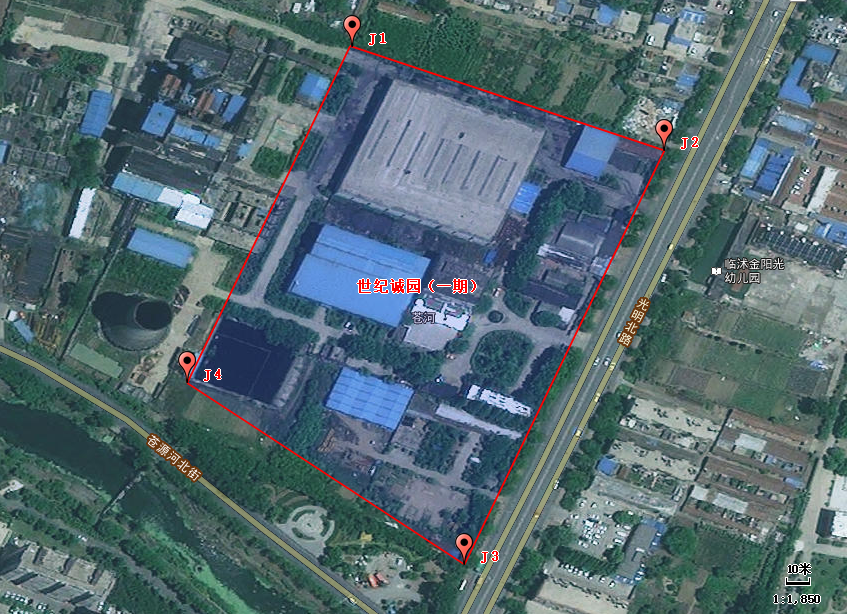 J1
J2
临沭金阳光
幼儿园
世纪诚园（一期）
光明北路
苍河
J4
苍源河北街
J3
10米
1:1,850